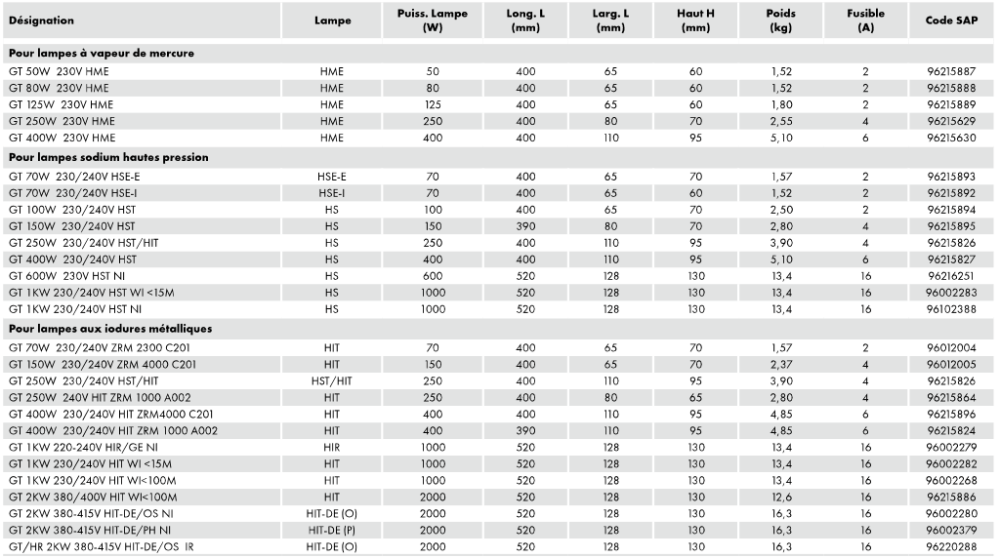 Désignation Lampe Puiss. Lampe (W) Long. L (mm) Larg. L (mm) Haut H (mm) Poids (kg) Fusible (A) Code SAP
Pour lampes à vapeur de mercure
GT 50W 230V HME HME 50 400 65 60 1,52 2 96215887
GT 80W 230V HME HME 80 400 65 60 1,52 2 96215888
GT 125W 230V HME HME 125 400 65 60 1,80 2 96215889
GT 250W 230V HME HME 250 400 80 70 2,55 4 96215629
GT 400W 230V HME HME 400 400 110 95 5,10 6 96215630
Pour lampes sodium hautes pression
GT 70W 230/240V HSE-E HSE-E 70 400 65 70 1,57 2 96215893
GT 70W 230/240V HSE-I HSE-I 70 400 65 60 1,52 2 96215892
GT 100W 230/240V HST HS 100 400 65 70 2,50 2 96215894
GT 150W 230/240V HST HS 150 390 80 70 2,80 4 96215895
GT 250W 230/240V HST/HIT HS 250 400 110 95 3,90 4 96215826
GT 400W 230/240V HST HS 400 400 110 95 5,10 6 96215827
GT 600W 230V HST NI HS 600 520 128 130 13,4 16 96216251
GT 1KW 230/240V HST WI <15M HS 1000 520 128 130 13,4 16 96002283
GT 1KW 230/240V HST NI HS 1000 520 128 130 13,4 16 96102388
Pour lampes aux iodures métalliques
GT 70W 230/240V ZRM 2300 C201 HIT 70 400 65 70 1,57 2 96012004
GT 150W 230/240V ZRM 4000 C201 HIT 150 400 65 70 2,37 4 96012005
GT 250W 230/240V HST/HIT HST/HIT 250 400 110 95 3,90 4 96215826
GT 250W 240V HIT ZRM 1000 A002 HIT 250 400 80 65 2,80 4 96215864
GT 400W 230/240V HIT ZRM4000 C201 HIT 400 400 110 95 4,85 6 96215896
GT 400W 230/240V HIT ZRM 1000 A002 HIT 400 390 110 95 4,85 6 96215824
GT 1KW 220-240V HIR/GE NI HIR 1000 520 128 130 13,4 16 96002279
GT 1KW 230/240V HIT WI <15M HIT 1000 520 128 130 13,4 16 96002282
GT 1KW 230/240V HIT WI<100M HIT 1000 520 128 130 13,4 16 96002268
GT 2KW 380/400V HIT WI<100M HIT 2000 520 128 130 12,6 16 96215886
GT 2KW 380-415V HIT-DE/OS NI HIT-DE (O) 2000 520 128 130 16,3 16 96002280
GT 2KW 380-415V HIT-DE/PH NI HIT-DE (P) 2000 520 128 130 16,3 16 96002379
GT/HR 2KW 380-415V HIT-DE/OS IR HIT-DE (O) 2000 520 128 130 16,3 16 96220288